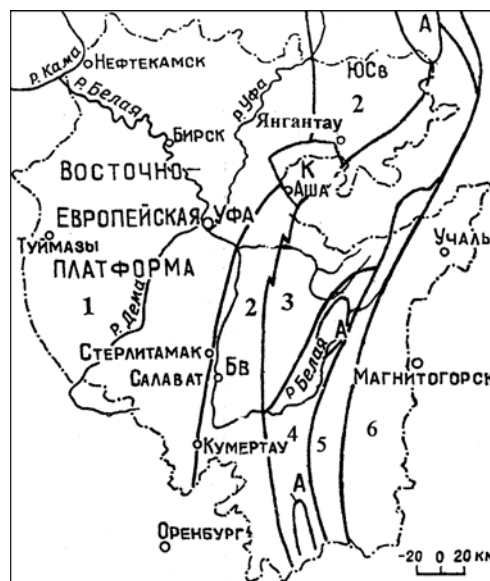 А
р. Кама
Нефтекамск
ЮСв
2
р. Белая
р. Уфа
Янгантау
Бирск
Восточно-
К
Аша
Европейская
Уфа
Туймазы
Учалы
Платформа
1
р. Дема
2
3
А
Стерлитамак
Бв
р. Белая
Салават
Магнитогорск
4
5
6
Кумертау
А
Оренбург
-20 0 20 км